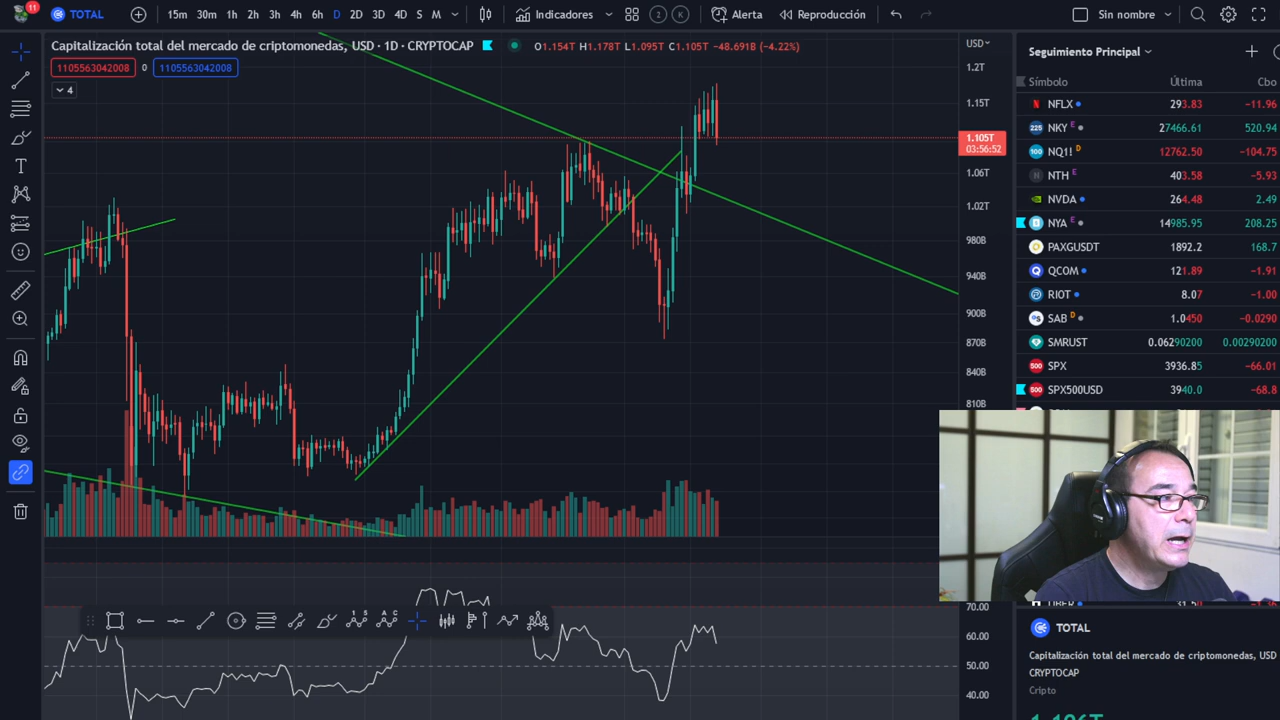 11
TOTAL
15m 30m 1h 2h 3h 4h 6h D 2D 3D 4D S M
Indicadores
2 K
Alerta
Reproducción
Sin nombre
Capitalización total del mercado de criptomonedas, USD · 1D · CRYPTOCAP
O1.154T H1.178T L1.095T C1.105T −48.691B (−4.22%)
1105563042008 0 1105563042008
4
USD
1.2T
1.15T
1.105T
03:56:52
1.06T
1.02T
980B
940B
900B
870B
840B
810B
70.00
60.00
50.00
40.00
1 S
A C
Seguimiento Principal
Símbolo Última Cbo
NFLX 293.83 −11.96
NKY E 27466.61 520.94
NQ1! D 12762.50 −104.75
NTH E 403.58 −5.93
NVDA 264.48 2.49
NYA E 14985.95 208.25
PAXGUSDT 1892.2 168.7
QCOM 121.89 −1.91
RIOT 8.07 −1.00
SAB D 1.0450 −0.0290
SMRUST 0.06290200 0.00290200
SPX 3936.85 −66.01
SPX500USD 3940.0 −68.8
TOTAL
Capitalización total del mercado de criptomonedas, USD
CRYPTOCAP
Cripto
1.106T